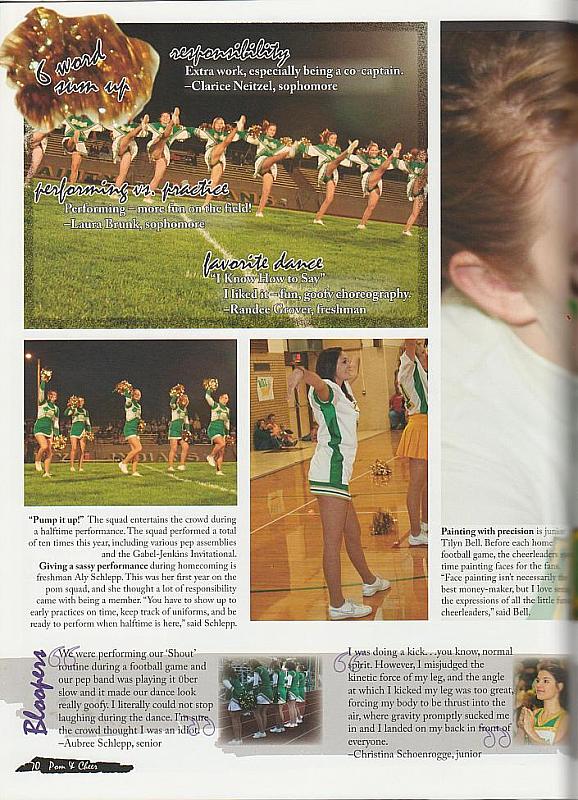 6 word
sum up
responsibility
Extra work, especially being a co-captain.
–Clarice Neitzel, sophomore
performing vs. practice
Performing—more fun on the field!
–Laura Brunk, sophomore
favorite dance
"I Know How to Say"
I liked it—fun, goofy choreography.
–Randee Grover, freshman
INDIANS
"Pump it up!" The squad entertains the crowd during
a halftime performance. The squad performed a total
of ten times this year, including various pep assemblies
and the Gabel-Jenkins Invitational.
Giving a sassy performance during homecoming is
freshman Aly Schlepp. This was her first year on the
pom squad, and she thought a lot of responsibility
came with being a member. "You have to show up to
early practices on time, keep track of uniforms, and be
ready to perform when halftime is here," said Schlepp.
Painting with precision is junior
Tilyn Bell. Before each home
football game, the cheerleaders
time painting faces for the fans.
"Face painting isn't necessarily the
best money-maker, but I love
the expressions of all the little
cheerleaders," said Bell.
Bloopers
We were performing our 'Shout'
routine during a football game and
our pep band was playing it über
slow and it made our dance look
really goofy. I literally could not stop
laughing during the dance. I'm sure
the crowd thought I was an idiot.
–Aubree Schlepp, senior
I was doing a kick. . .you know, normal
spirit. However, I misjudged the
kinetic force of my leg, and the angle
at which I kicked my leg was too great,
forcing my body to be thrust into the
air, where gravity promptly sucked me
in and I landed on my back in front of
everyone.
–Christina Schoenrogge, junior
70 Pom & Cheer